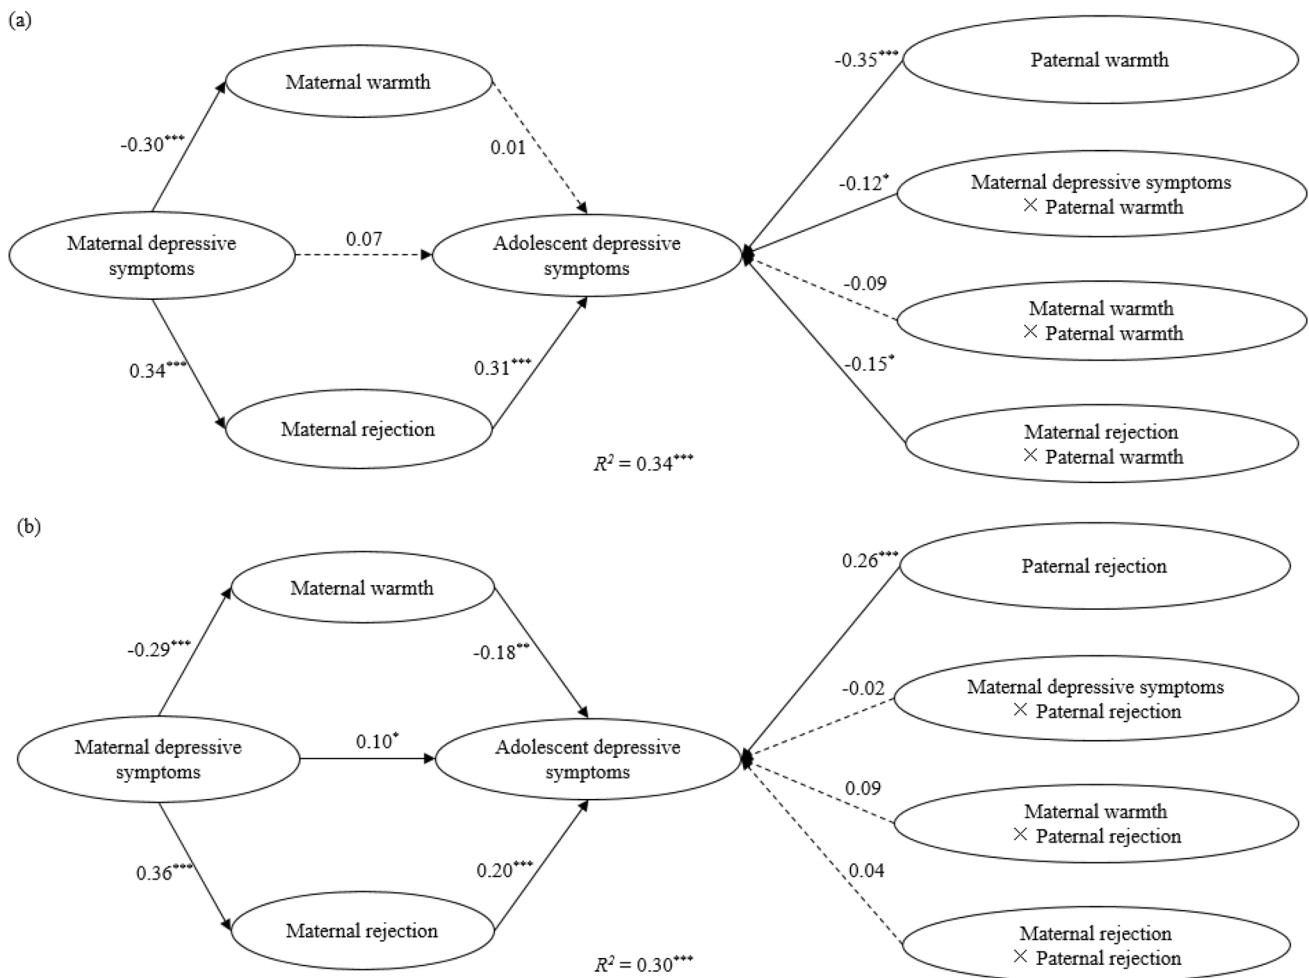 (a)
Maternal warmth
-0.35***
Paternal warmth
-0.30***
0.01
-0.12*
Maternal depressive symptoms
× Paternal warmth
Maternal depressive
symptoms
0.07
Adolescent depressive
symptoms
-0.09
Maternal warmth
× Paternal warmth
0.34***
0.31***
-0.15*
Maternal rejection
Maternal rejection
× Paternal warmth
R² = 0.34***
(b)
Maternal warmth
0.26***
Paternal rejection
-0.29***
-0.18**
-0.02
Maternal depressive symptoms
× Paternal rejection
Maternal depressive
symptoms
0.10*
Adolescent depressive
symptoms
0.09
Maternal warmth
× Paternal rejection
0.36***
0.20***
0.04
Maternal rejection
Maternal rejection
× Paternal rejection
R² = 0.30***